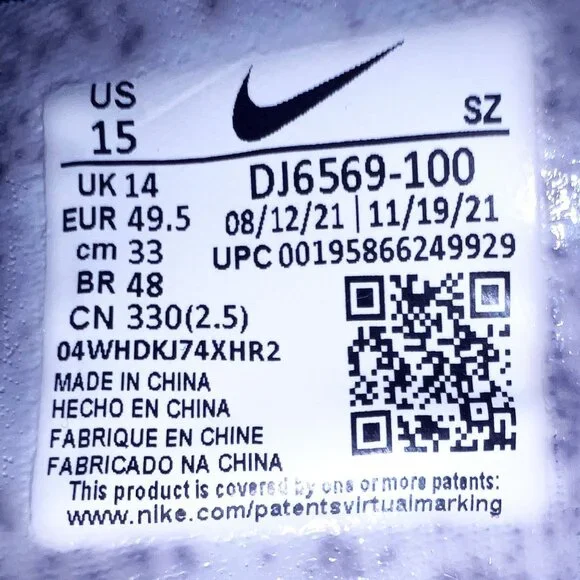 US
15
SZ
UK 14
DJ6569-100
EUR 49.5
08/12/21 | 11/19/21
cm 33
UPC 00195866249929
BR 48
CN 330(2.5)
04WHDKJ74XHR2
MADE IN CHINA
HECHO EN CHINA
FABRIQUE EN CHINE
FABRICADO NA CHINA
This product is covered by one or more patents:
www.nike.com/patentsvirtualmarking